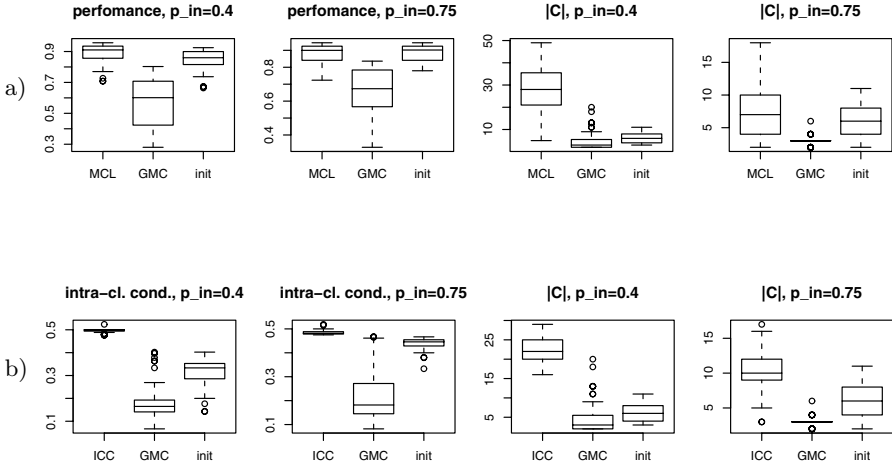 a)
perfomance, p_in=0.4
0.3 0.5 0.7 0.9
MCL GMC init
perfomance, p_in=0.75
0.4 0.6 0.8
MCL GMC init
|C|, p_in=0.4
10 30 50
MCL GMC init
|C|, p_in=0.75
5 10 15
MCL GMC init
b)
intra−cl. cond., p_in=0.4
0.1 0.3 0.5
ICC GMC init
intra−cl. cond., p_in=0.75
0.1 0.3 0.5
ICC GMC init
|C|, p_in=0.4
5 15 25
ICC GMC init
|C|, p_in=0.75
5 10 15
ICC GMC init